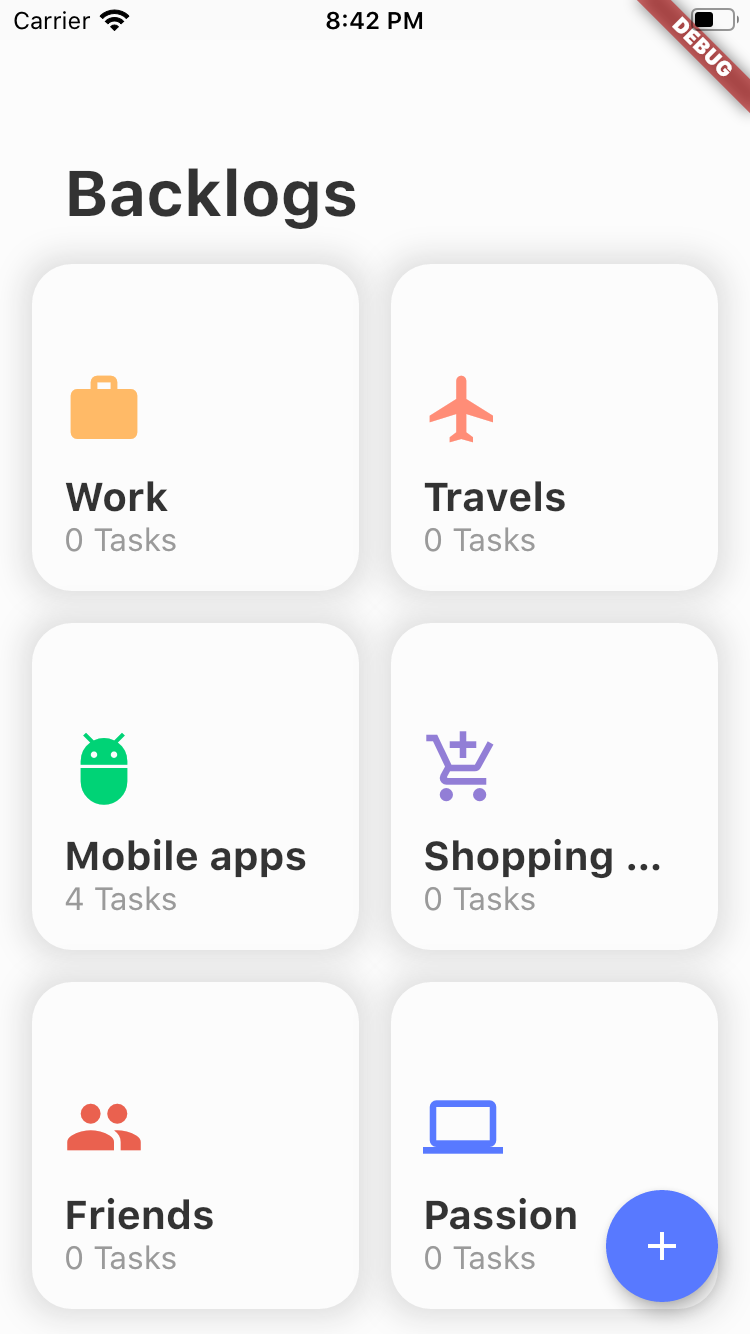 Carrier 8:42 PM
DEBUG
Backlogs
Work
0 Tasks
Travels
0 Tasks
Mobile apps
4 Tasks
Shopping ...
0 Tasks
Friends
0 Tasks
Passion
0 Tasks
+